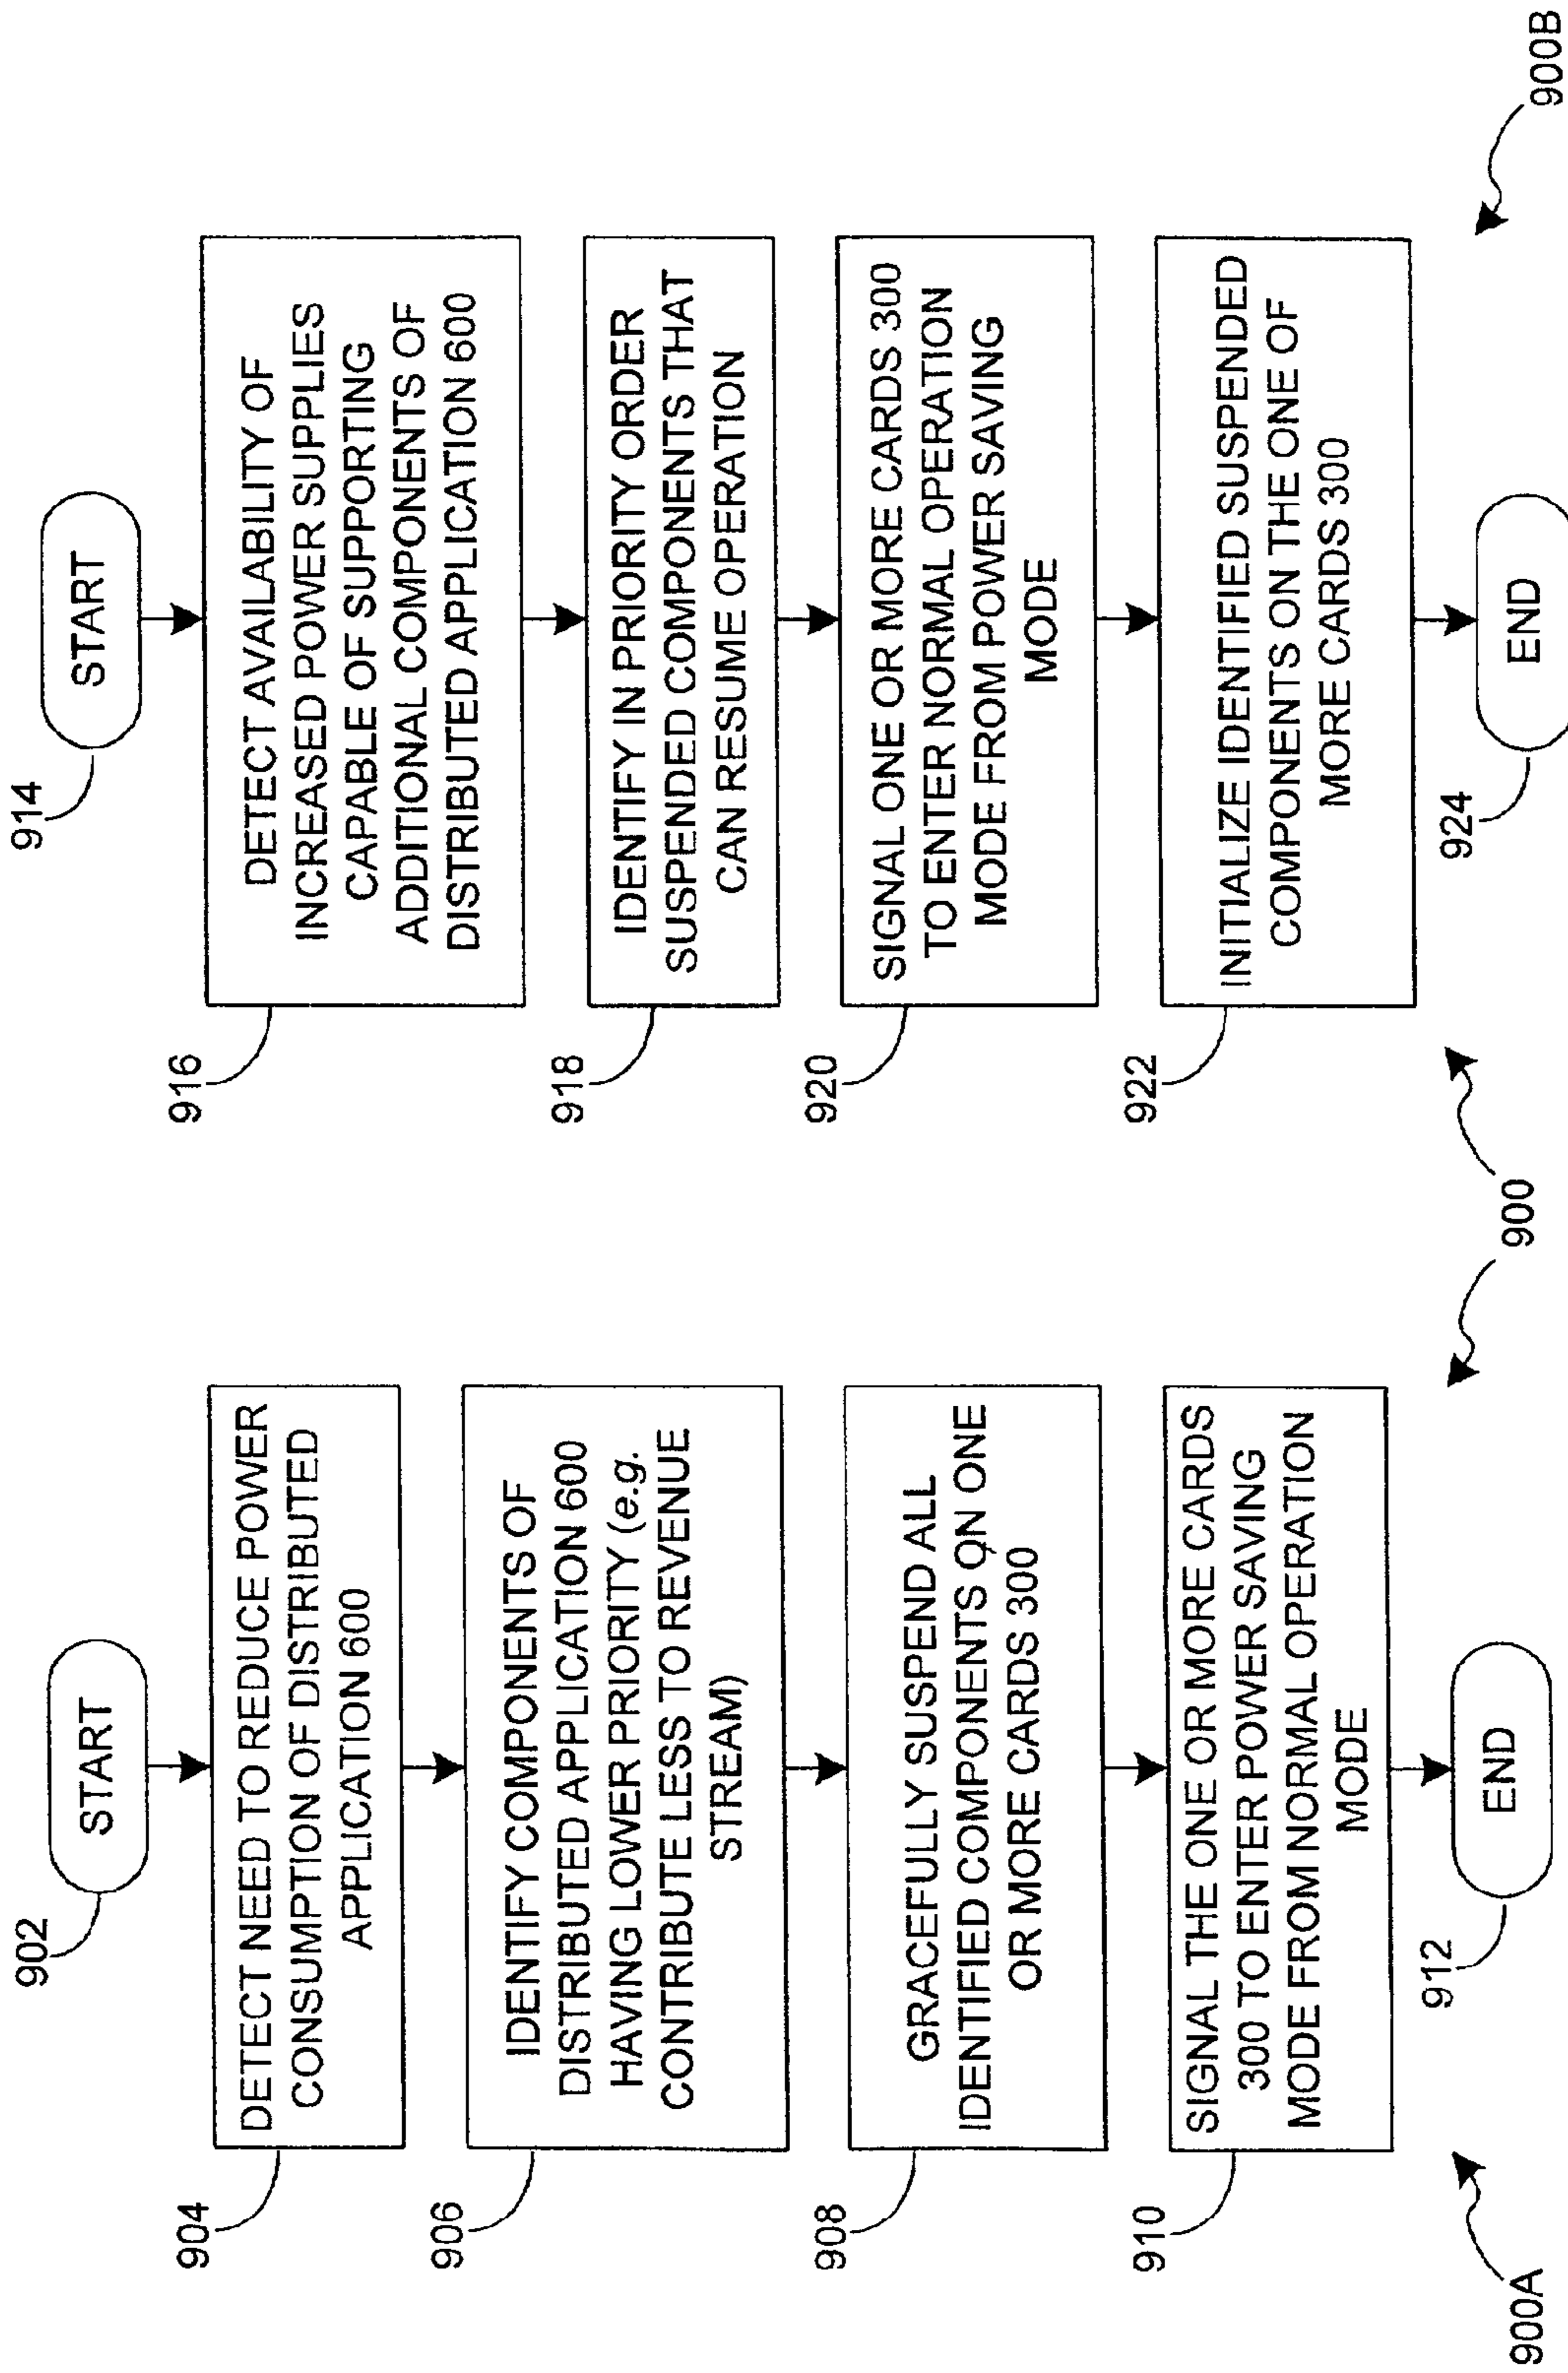 902
START
904
DETECT NEED TO REDUCE POWER
CONSUMPTION OF DISTRIBUTED
APPLICATION 600
906
IDENTIFY COMPONENTS OF
DISTRIBUTED APPLICATION 600
HAVING LOWER PRIORITY (e.g.
CONTRIBUTE LESS TO REVENUE
STREAM)
908
GRACEFULLY SUSPEND ALL
IDENTIFIED COMPONENTS ON ONE
OR MORE CARDS 300
910
SIGNAL THE ONE OR MORE CARDS
300 TO ENTER POWER SAVING
MODE FROM NORMAL OPERATION
MODE
912
END
900A
900
914
START
916
DETECT AVAILABILITY OF
INCREASED POWER SUPPLIES
CAPABLE OF SUPPORTING
ADDITIONAL COMPONENTS OF
DISTRIBUTED APPLICATION 600
918
IDENTIFY IN PRIORITY ORDER
SUSPENDED COMPONENTS THAT
CAN RESUME OPERATION
920
SIGNAL ONE OR MORE CARDS 300
TO ENTER NORMAL OPERATION
MODE FROM POWER SAVING
MODE
922
INITIALIZE IDENTIFIED SUSPENDED
COMPONENTS ON THE ONE OF
MORE CARDS 300
924
END
900B